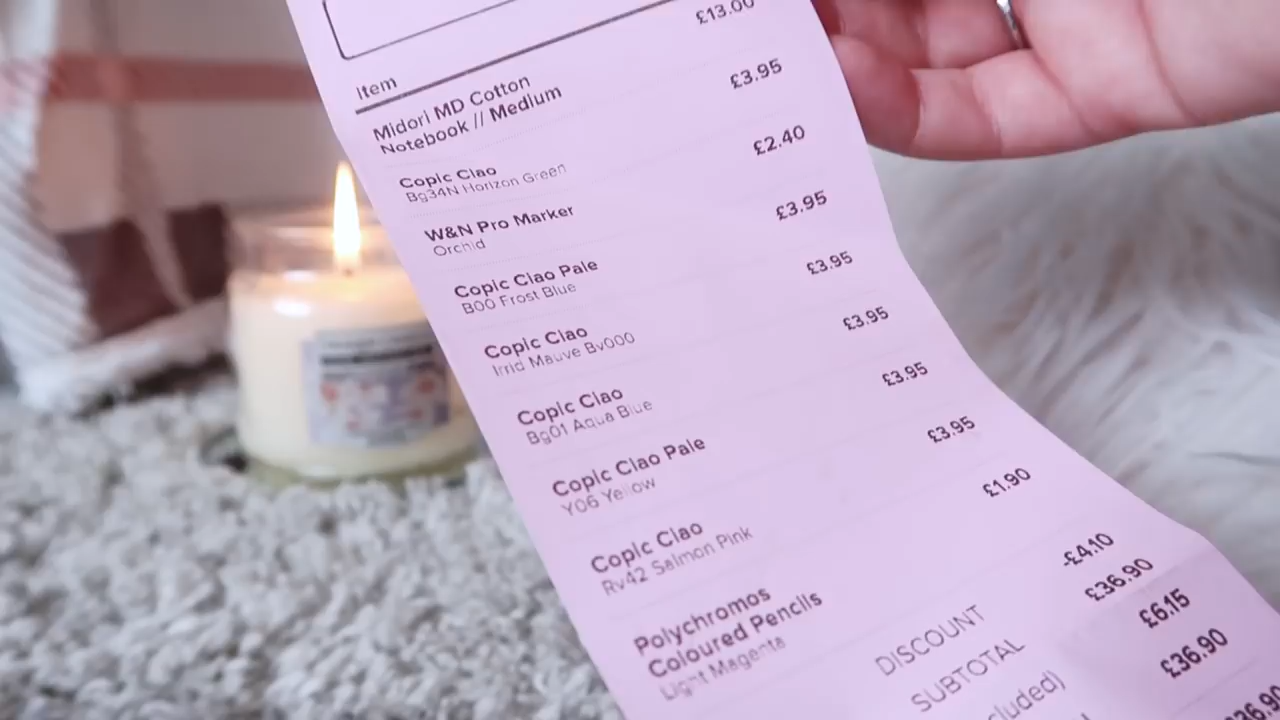 Item
£13.00
Midori MD Cotton
Notebook // Medium
£3.95
Copic Ciao
Bg34N Horizon Green
£2.40
W&N Pro Marker
Orchid
£3.95
Copic Ciao Pale
B00 Frost Blue
£3.95
Copic Ciao
Irrid Mauve Bv000
£3.95
Copic Ciao
Bg01 Aqua Blue
£3.95
Copic Ciao Pale
Y06 Yellow
£3.95
Copic Ciao
Rv42 Salmon Pink
£1.90
Polychromos
Coloured Pencils
Light Magenta
DISCOUNT -£4.10
SUBTOTAL £36.90
£6.15
£36.90